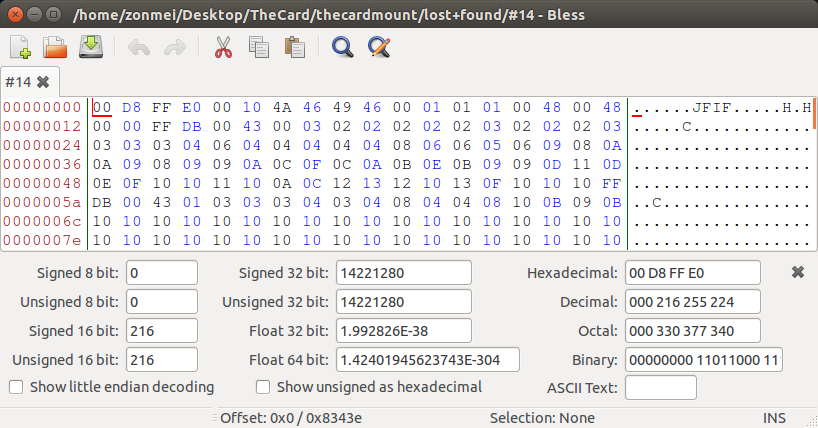 /home/zonmei/Desktop/TheCard/thecardmount/lost+found/#14 - Bless
#14
00000000 00 D8 FF E0 00 10 4A 46 49 46 00 01 01 01 00 48 00 48 ......JFIF.....H.H
00000012 00 00 FF DB 00 43 00 03 02 02 02 02 02 03 02 02 02 03 .....C............
00000024 03 03 03 04 06 04 04 04 04 04 08 06 06 05 06 09 08 0A ..................
00000036 0A 09 08 09 09 0A 0C 0F 0C 0A 0B 0E 0B 09 09 0D 11 0D ..................
00000048 0E 0F 10 10 11 10 0A 0C 12 13 12 10 13 0F 10 10 10 FF ..................
0000005a DB 00 43 01 03 03 03 04 03 04 08 04 04 08 10 0B 09 0B ..C...............
0000006c 10 10 10 10 10 10 10 10 10 10 10 10 10 10 10 10 10 10 ..................
0000007e 10 10 10 10 10 10 10 10 10 10 10 10 10 10 10 10 10 10 ..................
Signed 8 bit: 0 Signed 32 bit: 14221280 Hexadecimal: 00 D8 FF E0
Unsigned 8 bit: 0 Unsigned 32 bit: 14221280 Decimal: 000 216 255 224
Signed 16 bit: 216 Float 32 bit: 1.992826E-38 Octal: 000 330 377 340
Unsigned 16 bit: 216 Float 64 bit: 1.42401945623743E-304 Binary: 00000000 11011000 11
Show little endian decoding Show unsigned as hexadecimal ASCII Text:
Offset: 0x0 / 0x8343e Selection: None INS